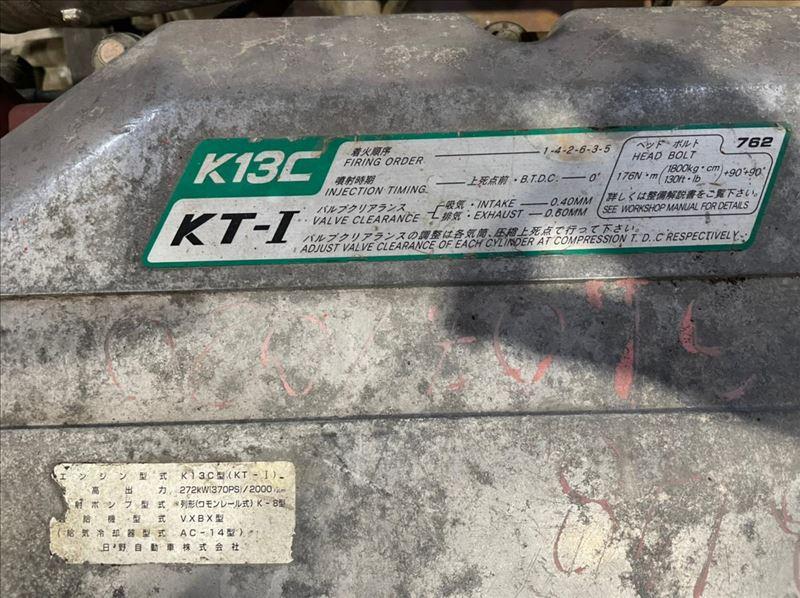 K13C
KT-I
着火順序
FIRING ORDER 1-4-2-6-3-5
噴射時期
INJECTION TIMING. 上死点前・B.T.D.C. 0°
バルブクリアランス
VALVE CLEARANCE
吸気・INTAKE 0.40MM
排気・EXHAUST 0.60MM
バルブクリアランスの調整は各気筒、圧縮上死点で行って下さい。
ADJUST VALVE CLEARANCE OF EACH CYLINDER AT COMPRESSION T.D.C RESPECTIVELY
ヘッド ボルト
HEAD BOLT
762
176N・m (1800kg・cm 130ft・lb) +90°+90°
詳しくは整備解説書をご覧下さい。
SEE WORKSHOP MANUAL FOR DETAILS
エンジン型式 K13C型(KT-I)
高出力 272kW(370PS)/2000
射ポンプ型式 列形(コモンレール式)K-8型
給機型式 VXBX型
(給気冷却器型式 AC-14型)
日野自動車株式会社